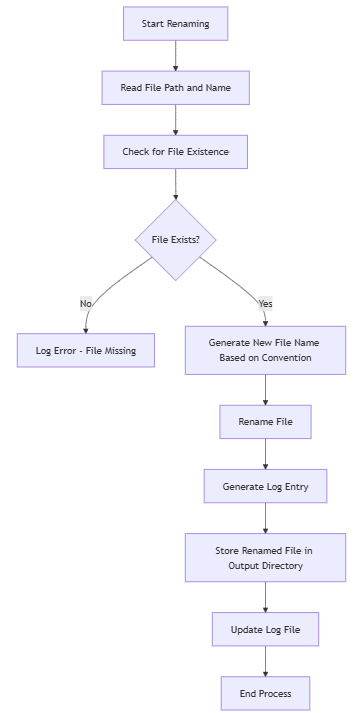 Start Renaming
Read File Path and Name
Check for File Existence
File Exists?
No
Yes
Log Error - File Missing
Generate New File Name
Based on Convention
Rename File
Generate Log Entry
Store Renamed File in
Output Directory
Update Log File
End Process